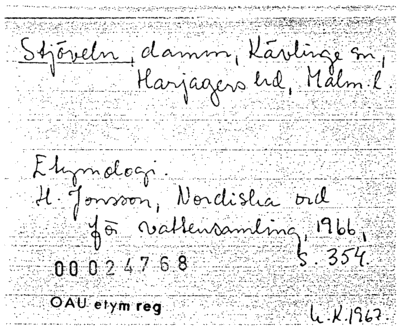 Stjöveln, damm, Kävlinge sn,
Harjagers hd, Malm. l.
Etymologi.
H. Jonsson, Nordiska ord
för vattensamling, 1966,
s. 354.
00024768
OAU etym reg
L.K. 1967.